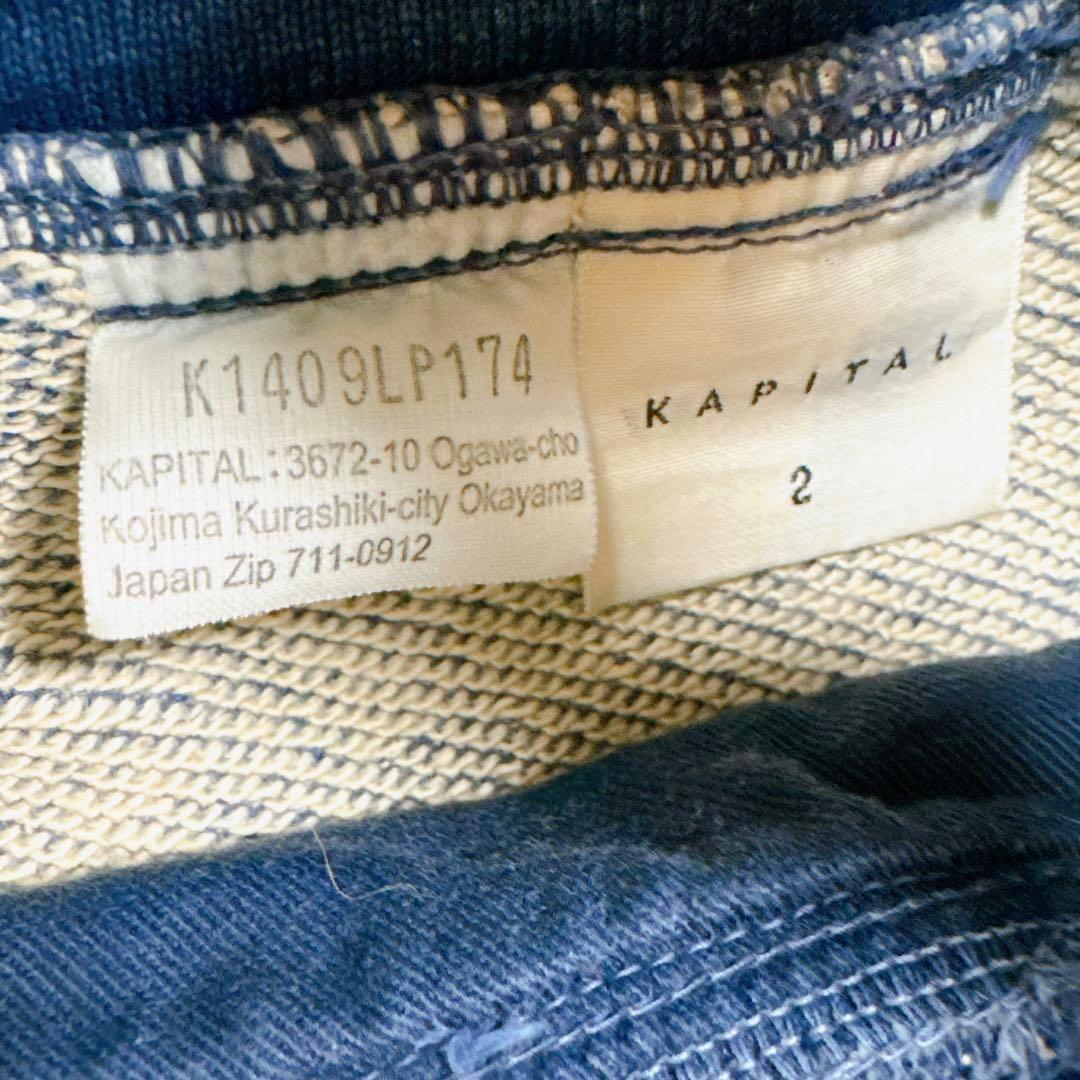 K1409LP174
KAPITAL:3672-10 Ogawa-cho
Kojima Kurashiki-city Okayama
Japan Zip 711-0912
KAPITAL
2